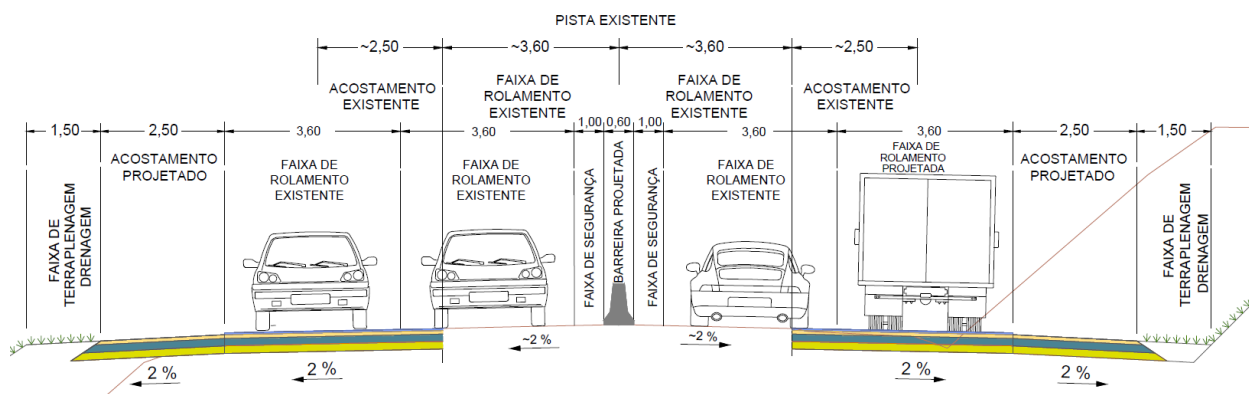 PISTA EXISTENTE
~2,50
~3,60
~3,60
~2,50
ACOSTAMENTO
EXISTENTE
FAIXA DE
ROLAMENTO
EXISTENTE
FAIXA DE
ROLAMENTO
EXISTENTE
ACOSTAMENTO
EXISTENTE
1,50
2,50
3,60
3,60
1,00
0,60
1,00
3,60
3,60
2,50
1,50
FAIXA DE
TERRAPLENAGEM
DRENAGEM
ACOSTAMENTO
PROJETADO
FAIXA DE
ROLAMENTO
EXISTENTE
FAIXA DE
ROLAMENTO
EXISTENTE
FAIXA DE SEGURANÇA
BARREIRA PROJETADA
FAIXA DE SEGURANÇA
FAIXA DE
ROLAMENTO
EXISTENTE
FAIXA DE
ROLAMENTO
PROJETADA
ACOSTAMENTO
PROJETADO
FAIXA DE
TERRAPLENAGEM
DRENAGEM
2 %
2 %
~2 %
~2 %
2 %
2 %